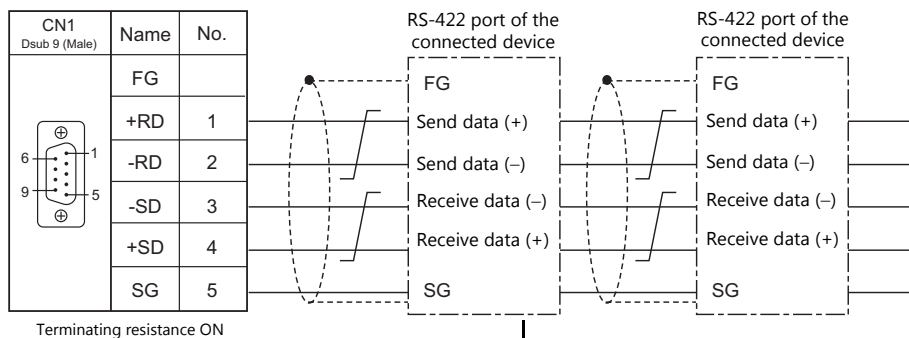 CN1
Dsub 9 (Male)
Name
No.
FG
+RD
1
-RD
2
-SD
3
+SD
4
SG
5
6
1
9
5
Terminating resistance ON
RS-422 port of the
connected device
FG
Send data (+)
Send data (−)
Receive data (−)
Receive data (+)
SG
RS-422 port of the
connected device
FG
Send data (+)
Send data (−)
Receive data (−)
Receive data (+)
SG